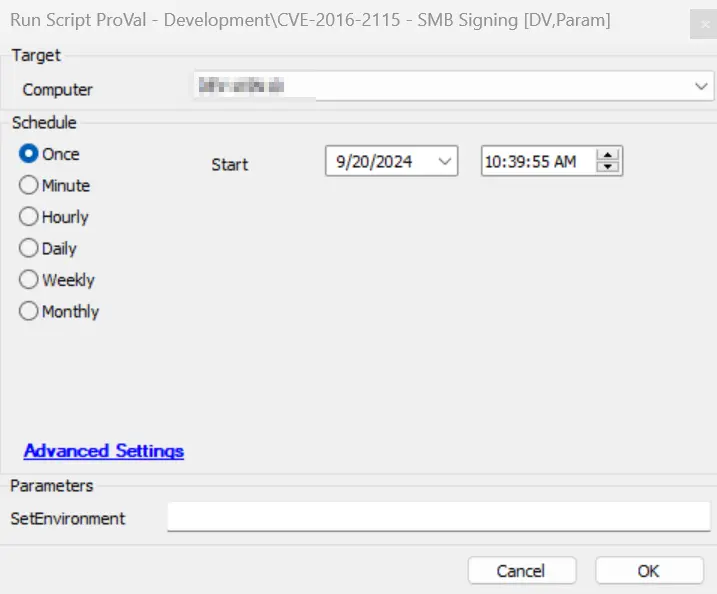 Run Script ProVal - Development\CVE-2016-2115 - SMB Signing [DV,Param]
Target
Computer
Schedule
Once
Start
9/20/2024
10:39:55 AM
Minute
Hourly
Daily
Weekly
Monthly
Advanced Settings
Parameters
SetEnvironment
Cancel
OK